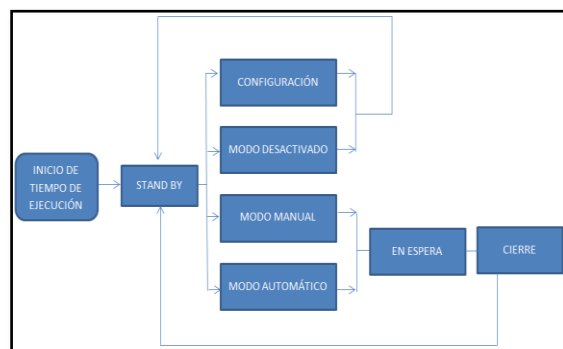 CONFIGURACIÓN
MODO DESACTIVADO
INICIO DE
TIEMPO DE
EJECUCIÓN
STAND BY
MODO MANUAL
EN ESPERA
CIERRE
MODO AUTOMÁTICO